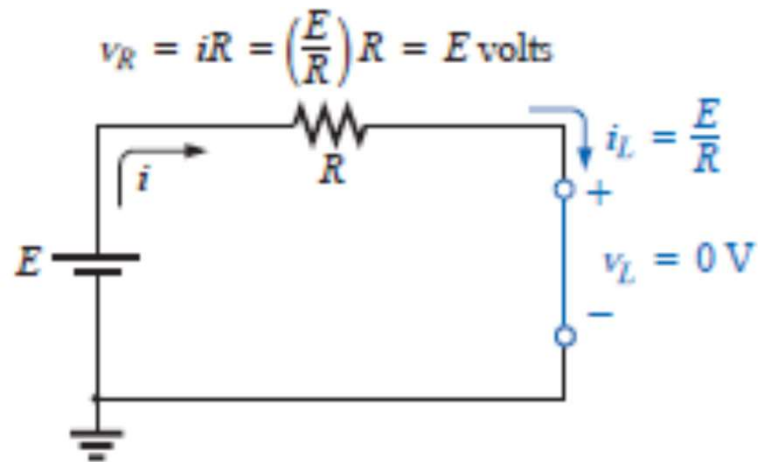 v_R = iR = (E/R)R = E volts
i
R
i_L = E/R
+
E
v_L = 0 V
−